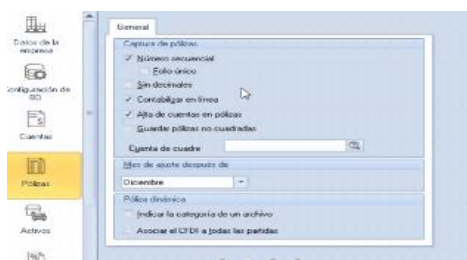 Datos de la
empresa
Configuración de
BD
Cuentas
Pólizas
Activos
General
Captura de pólizas
Número secuencial
Folio único
Sin decimales
Contabilizar en línea
Alta de cuentas en pólizas
Guardar pólizas no cuadradas
Cuenta de cuadre
Mes de ajuste después de
Diciembre
Póliza dinámica
Indicar la categoría de un archivo
Asociar el CFDI a todas las partidas